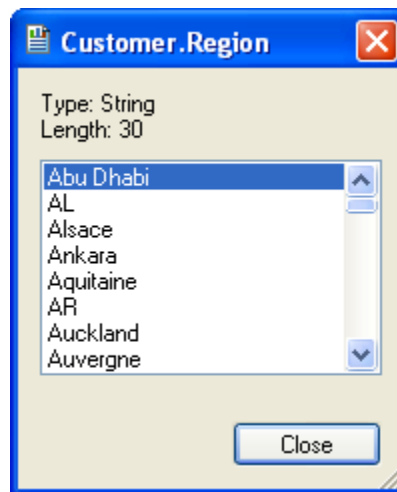 Customer.Region
Type: String
Length: 30
Abu Dhabi
AL
Alsace
Ankara
Aquitaine
AR
Auckland
Auvergne
Close